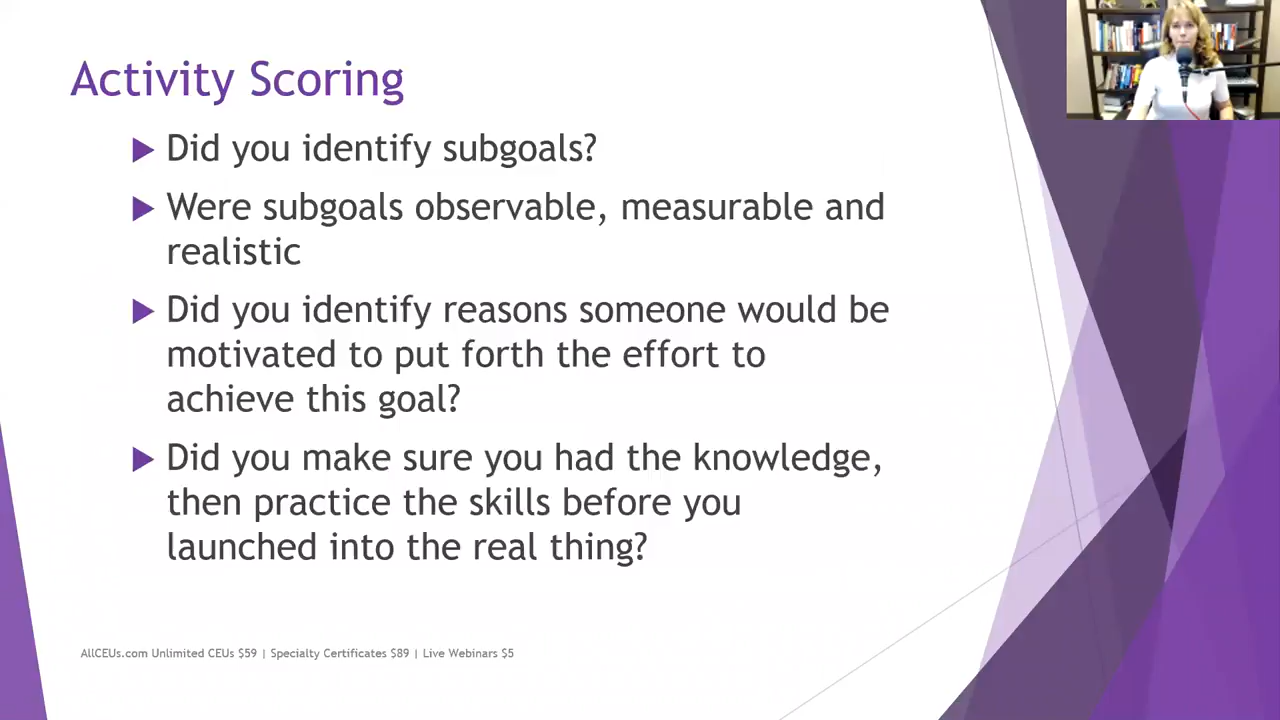 Activity Scoring
Did you identify subgoals?
Were subgoals observable, measurable and
realistic
Did you identify reasons someone would be
motivated to put forth the effort to
achieve this goal?
Did you make sure you had the knowledge,
then practice the skills before you
launched into the real thing?
AllCEUs.com Unlimited CEUs $59 | Specialty Certificates $89 | Live Webinars $5